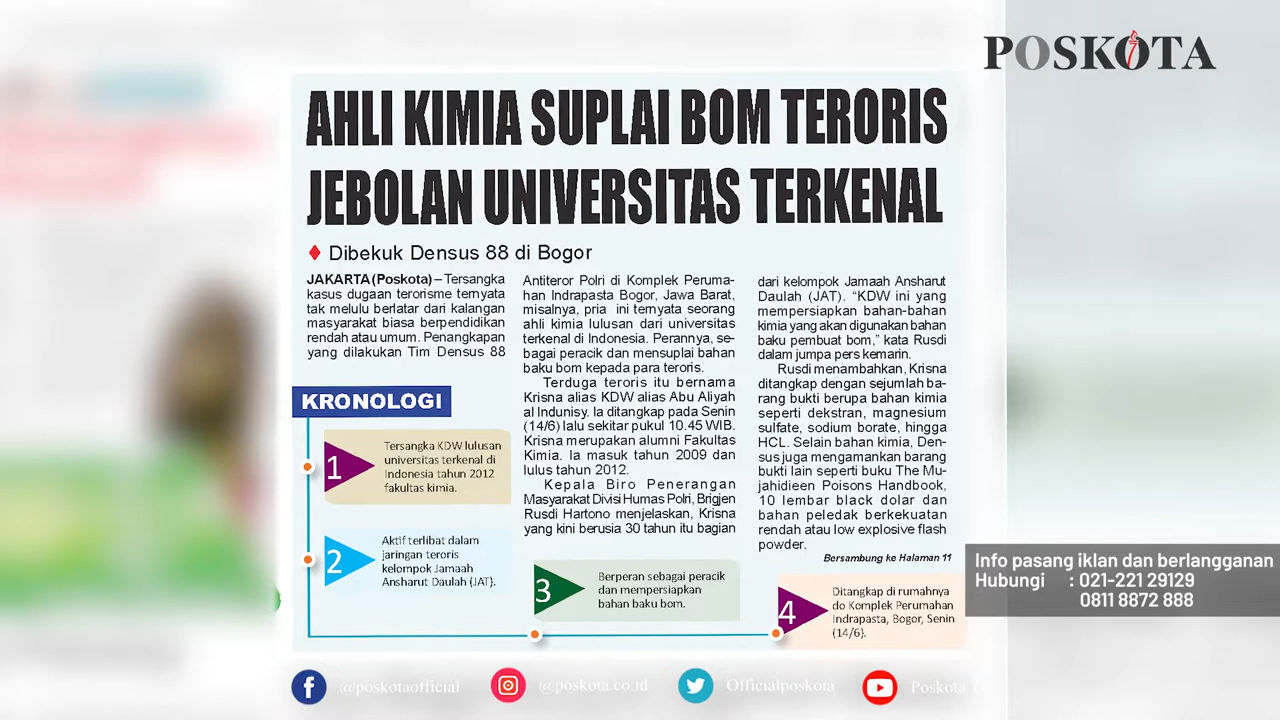 POSKOTA
AHLI KIMIA SUPLAI BOM TERORIS
JEBOLAN UNIVERSITAS TERKENAL
Dibekuk Densus 88 di Bogor
JAKARTA (Poskota) – Tersangka
kasus dugaan terorisme ternyata
tak melulu berlatar dari kalangan
masyarakat biasa berpendidikan
rendah atau umum. Penangkapan
yang dilakukan Tim Densus 88
Antiteror Polri di Komplek Peruma-
han Indrapasta Bogor, Jawa Barat,
misalnya, pria ini ternyata seorang
ahli kimia lulusan dari universitas
terkenal di Indonesia. Perannya, se-
bagai peracik dan mensuplai bahan
baku bom kepada para teroris.
Terduga teroris itu bernama
Krisna alias KDW alias Abu Aliyah
al Indunisy. Ia ditangkap pada Senin
(14/6) lalu sekitar pukul 10.45 WIB.
Krisna merupakan alumni Fakultas
Kimia. Ia masuk tahun 2009 dan
lulus tahun 2012.
Kepala Biro Penerangan
Masyarakat Divisi Humas Polri, Brigjen
Rusdi Hartono menjelaskan, Krisna
yang kini berusia 30 tahun itu bagian
dari kelompok Jamaah Ansharut
Daulah (JAT). "KDW ini yang
mempersiapkan bahan-bahan
kimia yang akan digunakan bahan
baku pembuat bom," kata Rusdi
dalam jumpa pers kemarin.
Rusdi menambahkan, Krisna
ditangkap dengan sejumlah ba-
rang bukti berupa bahan kimia
seperti dekstran, magnesium
sulfate, sodium borate, hingga
HCL. Selain bahan kimia, Den-
sus juga mengamankan barang
bukti lain seperti buku The Mu-
jahidieen Poisons Handbook,
10 lembar black dolar dan
bahan peledak berkekuatan
rendah atau low explosive flash
powder.
Bersambung ke Halaman 11
KRONOLOGI
1
Tersangka KDW lulusan
universitas terkenal di
Indonesia tahun 2012
fakultas kimia.
2
Aktif terlibat dalam
jaringan teroris
kelompok Jamaah
Ansharut Daulah (JAT).
3
Berperan sebagai peracik
dan mempersiapkan
bahan baku bom.
4
Ditangkap di rumahnya
do Komplek Perumahan
Indrapasta, Bogor, Senin
(14/6).
Info pasang iklan dan berlangganan
Hubungi : 021-221 29129
0811 8872 888
@poskotaofficial
@poskota.co.id
Officialposkota
Poskota